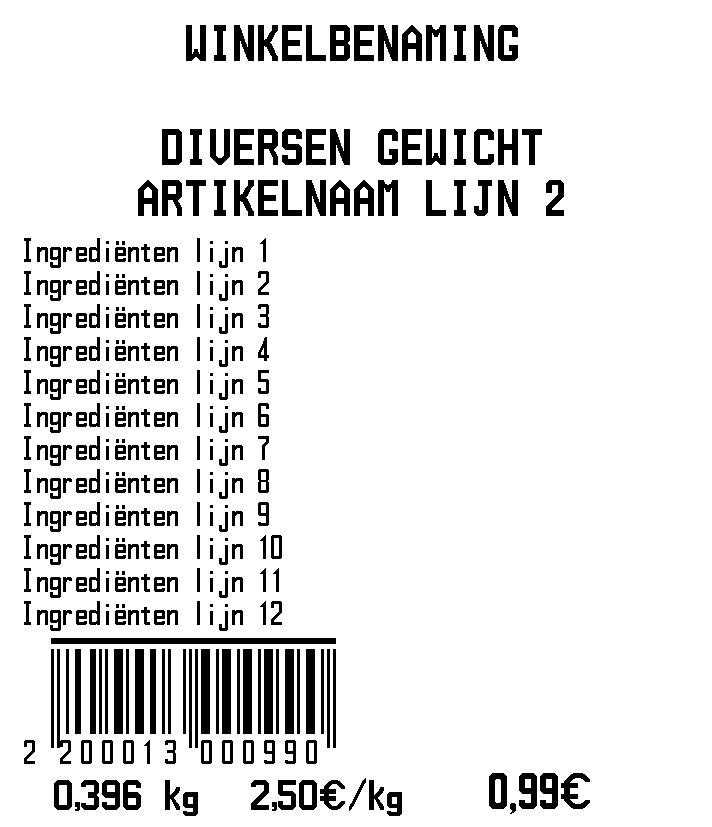 WINKELBENAMING
DIVERSEN GEWICHT
ARTIKELNAAM LIJN 2
Ingrediënten lijn 1
Ingrediënten lijn 2
Ingrediënten lijn 3
Ingrediënten lijn 4
Ingrediënten lijn 5
Ingrediënten lijn 6
Ingrediënten lijn 7
Ingrediënten lijn 8
Ingrediënten lijn 9
Ingrediënten lijn 10
Ingrediënten lijn 11
Ingrediënten lijn 12
2 200013 000990
0,396 kg 2,50€/kg 0,99€